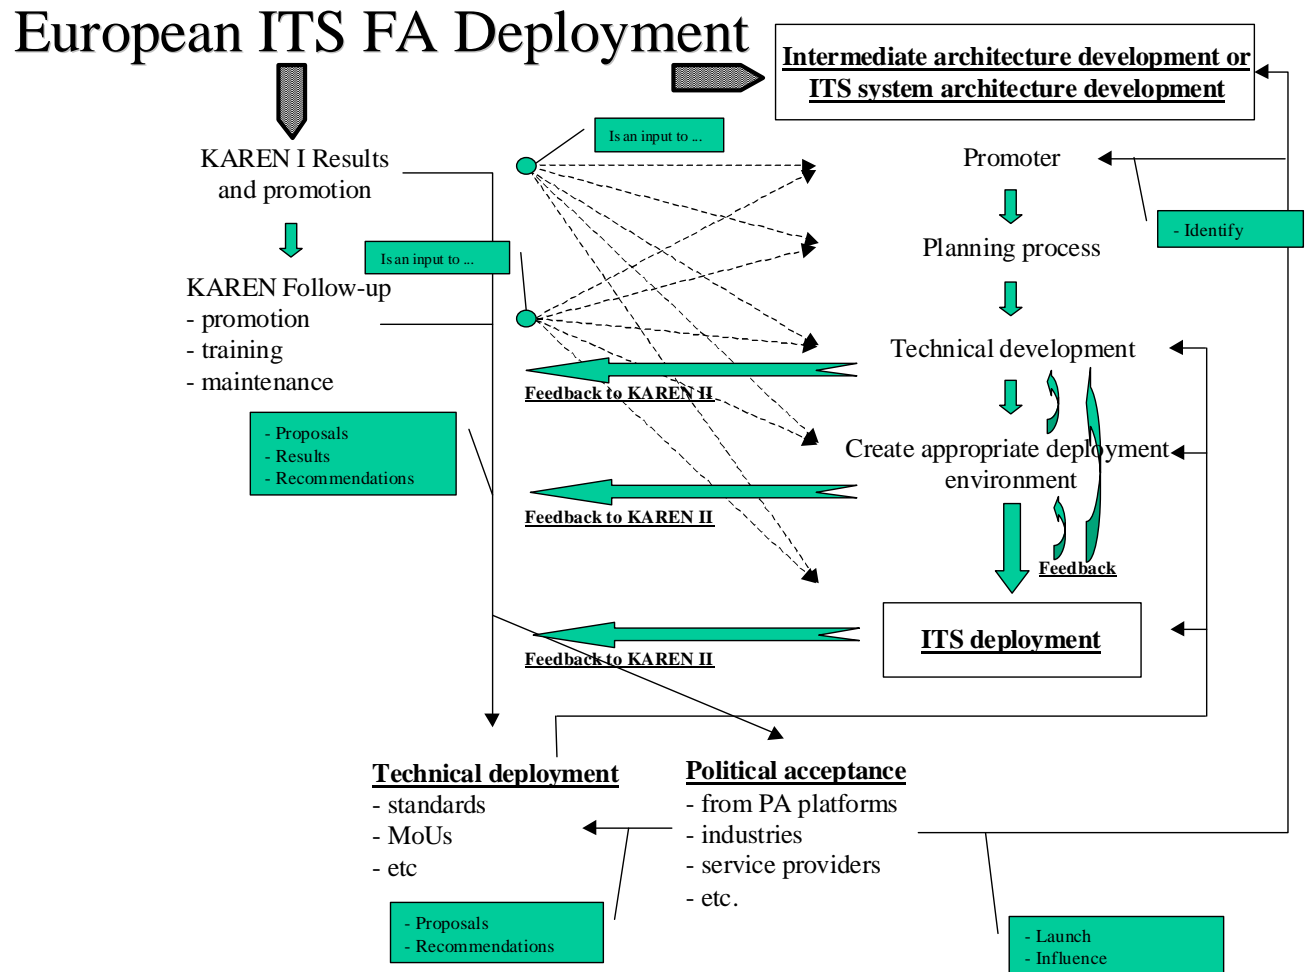 European ITS FA Deployment
Intermediate architecture development or
ITS system architecture development
Is an input to ...
KAREN I Results
and promotion
Promoter
- Identify
Planning process
Is an input to ...
KAREN Follow-up
- promotion
- training
- maintenance
Technical development
Feedback to KAREN II
- Proposals
- Results
- Recommendations
Create appropriate deployment
environment
Feedback to KAREN II
Feedback
ITS deployment
Feedback to KAREN II
Technical deployment
- standards
- MoUs
- etc
Political acceptance
- from PA platforms
- industries
- service providers
- etc.
- Proposals
- Recommendations
- Launch
- Influence